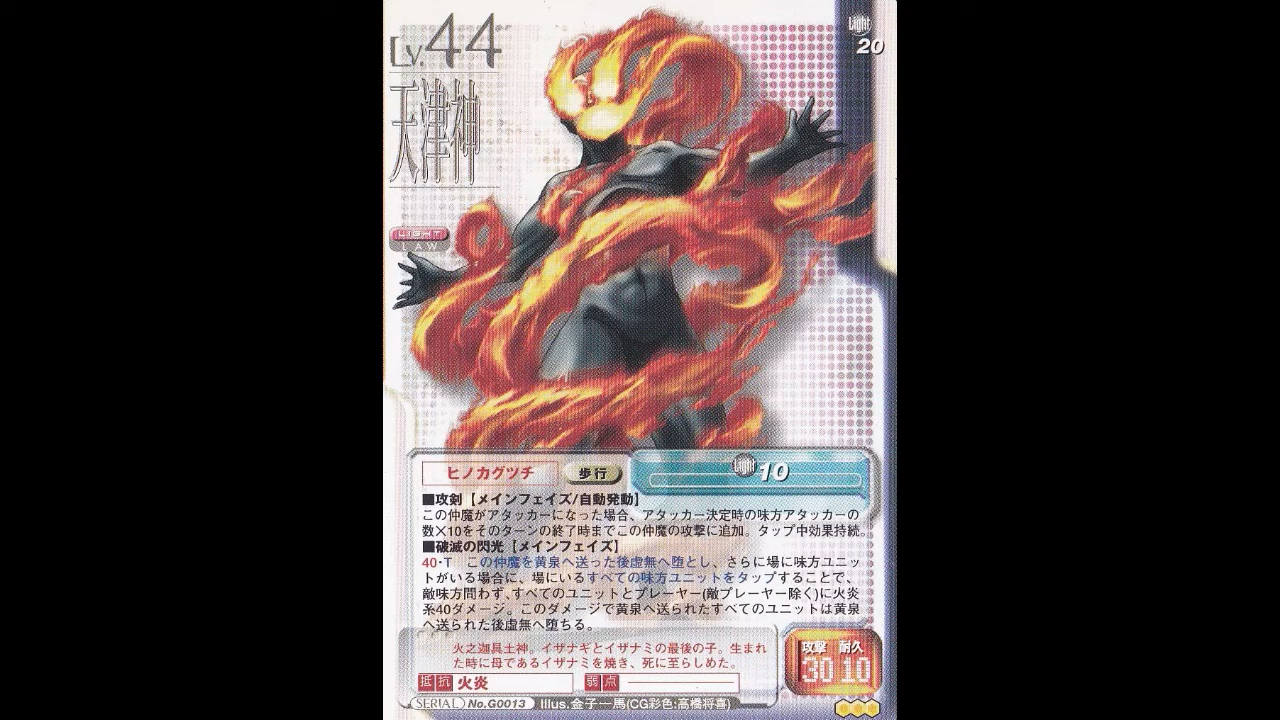 Lv.44
Light
20
天津神
LIGHT
LAW
ヒノカグツチ
歩行
Light 10
■攻剣【メインフェイズ/自動発動】
この仲魔がアタッカーになった場合、アタッカー決定時の味方アタッカーの
数×10をそのターンの終了時までこの仲魔の攻撃に追加。タップ中効果持続。
■破滅の閃光【メインフェイズ】
40・T この仲魔を黄泉へ送った後虚無へ堕とし、さらに場に味方ユニッ
トがいる場合に、場にいるすべての味方ユニットをタップすることで、
敵味方問わず、すべてのユニットとプレーヤー(敵プレーヤー除く)に火炎
系40ダメージ。このダメージで黄泉へ送られたすべてのユニットは黄泉
へ送られた後虚無へ堕ちる。
火之迦具土神。イザナギとイザナミの最後の子。生まれ
た時に母であるイザナミを焼き、死に至らしめた。
攻撃 耐久
30 10
抵抗 火炎
弱点
SERIAL No.G0013 Illus.金子一馬(CG彩色:高橋将喜)